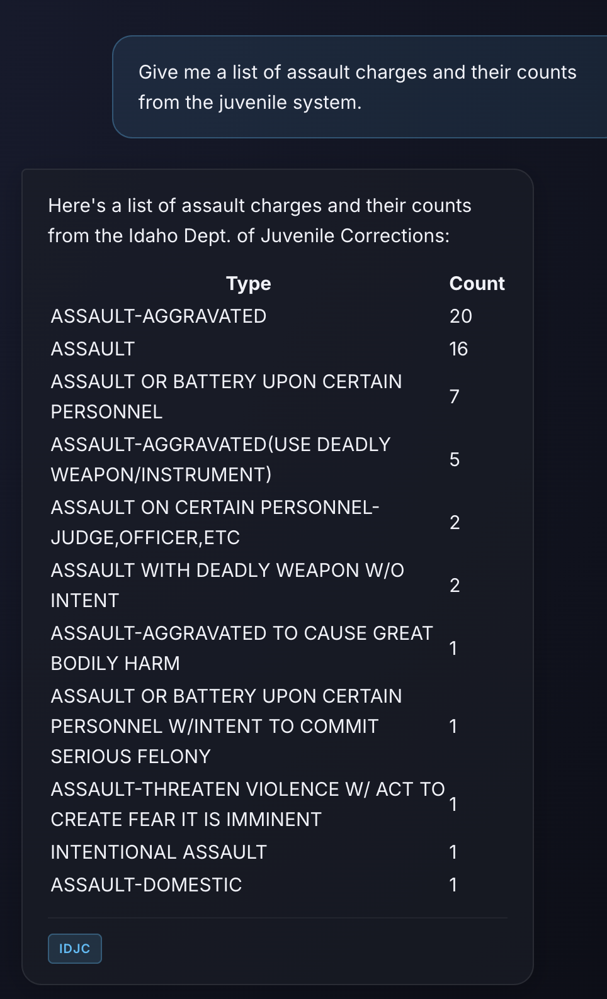 Give me a list of assault charges and their counts
from the juvenile system.
Here's a list of assault charges and their counts
from the Idaho Dept. of Juvenile Corrections:
Type Count
ASSAULT-AGGRAVATED 20
ASSAULT 16
ASSAULT OR BATTERY UPON CERTAIN
PERSONNEL 7
ASSAULT-AGGRAVATED(USE DEADLY
WEAPON/INSTRUMENT) 5
ASSAULT ON CERTAIN PERSONNEL-
JUDGE,OFFICER,ETC 2
ASSAULT WITH DEADLY WEAPON W/O
INTENT 2
ASSAULT-AGGRAVATED TO CAUSE GREAT
BODILY HARM 1
ASSAULT OR BATTERY UPON CERTAIN
PERSONNEL W/INTENT TO COMMIT 1
SERIOUS FELONY
ASSAULT-THREATEN VIOLENCE W/ ACT TO
CREATE FEAR IT IS IMMINENT 1
INTENTIONAL ASSAULT 1
ASSAULT-DOMESTIC 1
IDJC